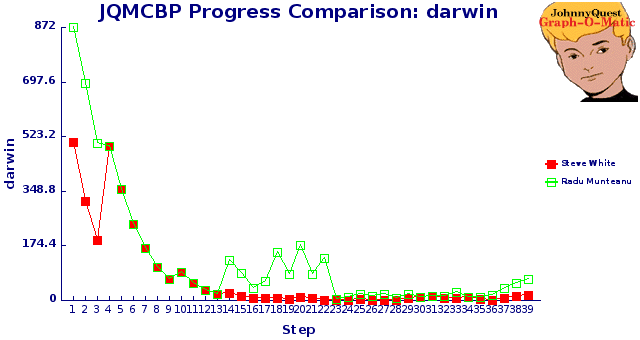 JQMCBP Progress Comparison: darwin
JohnnyQuest
Graph-O-Matic
872
697.6
523.2
348.8
174.4
0
darwin
Steve White
Radu Munteanu
1 2 3 4 5 6 7 8 9 10 11 12 13 14 15 16 17 18 19 20 21 22 23 24 25 26 27 28 29 30 31 32 33 34 35 36 37 38 39
Step